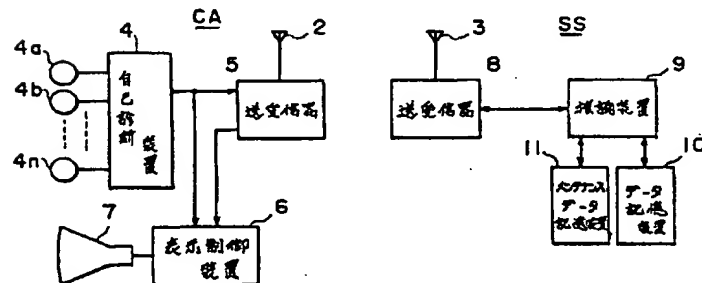 CA
SS
4
2
3
4a
自己診断
装置
5
送受信器
8
送受信器
9
推論装置
4b
4n
11
メンテナンス
データ
記憶装置
10
データ
記憶
装置
6
表示制御
装置
7